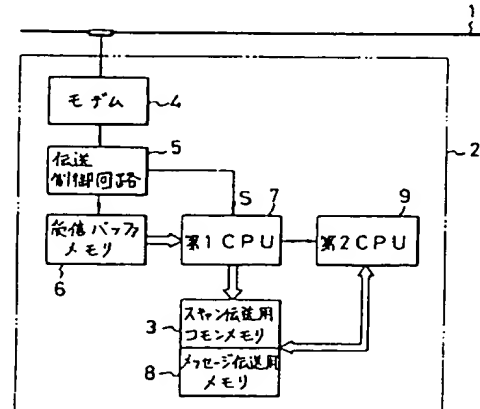 1
モデム
4
2
伝送
制御回路
5
S
受信バッファ
メモリ
6
7
第1CPU
9
第2CPU
3
スキャン伝送用
コモンメモリ
8
メッセージ伝送用
メモリ